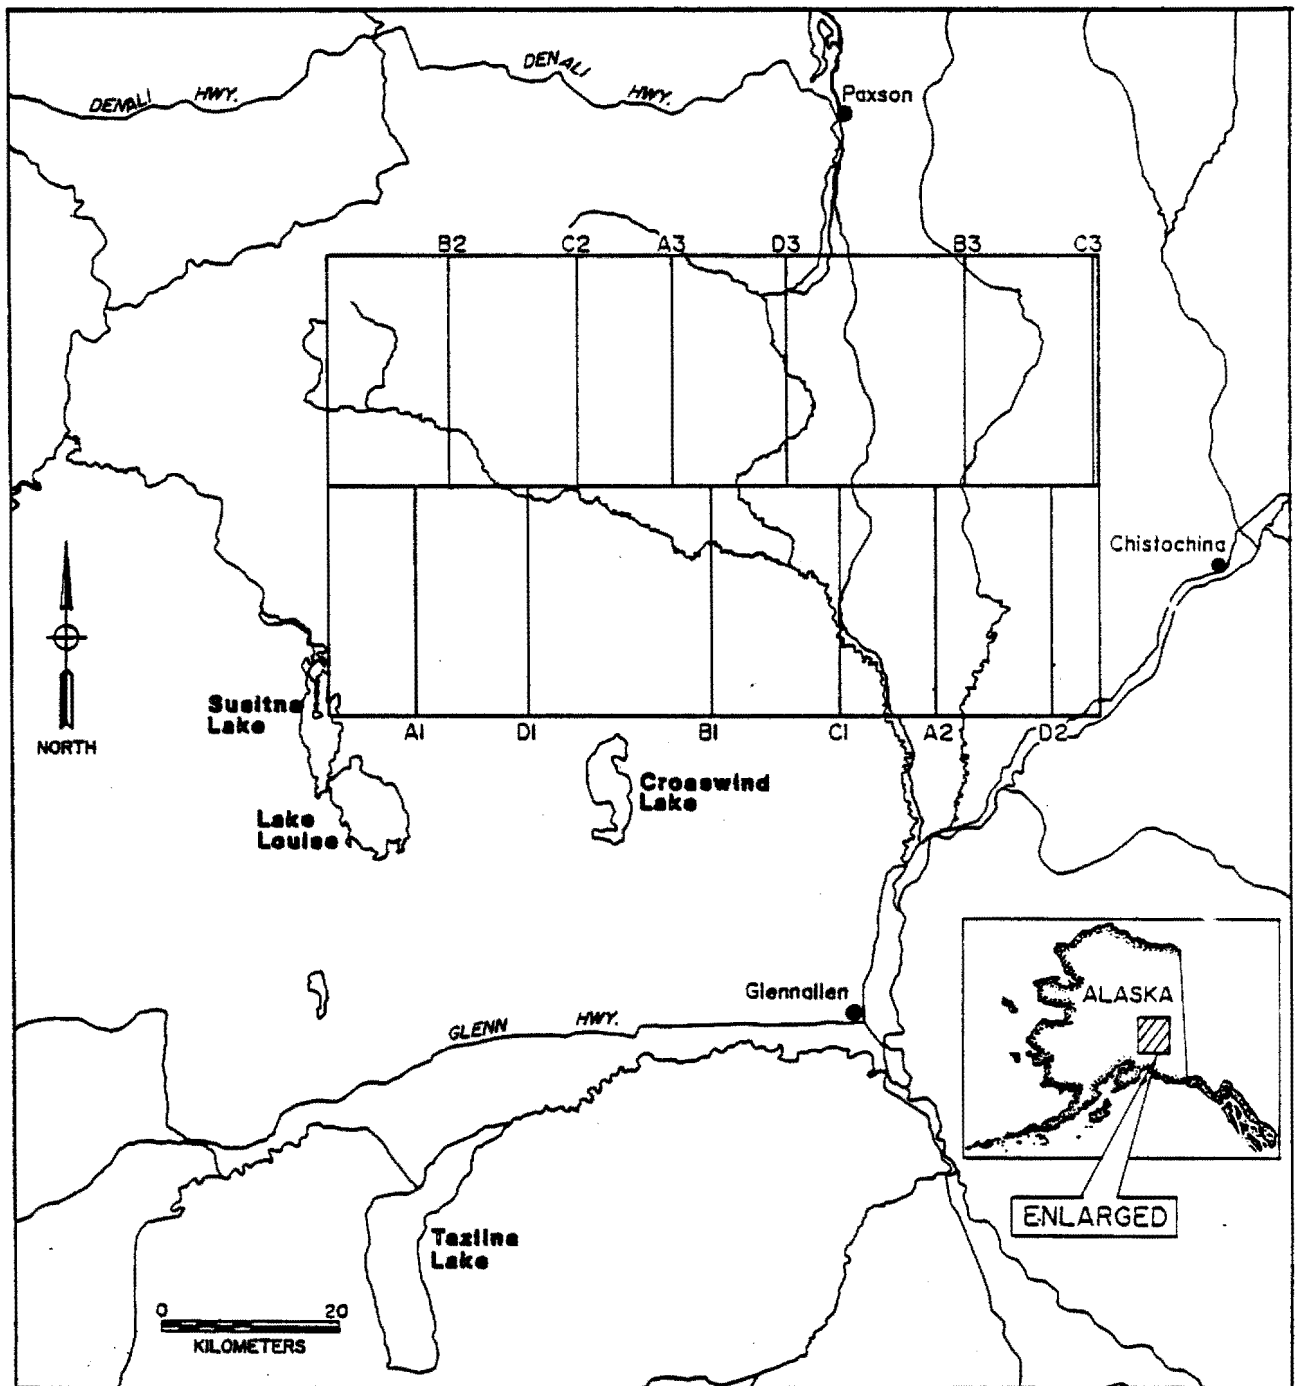 DENALI HWY.
DENALI HWY.
Paxson
B2 C2 A3 D3 B3 C3
Chistochina
NORTH
Susitna
Lake
A1 D1 B1 C1 A2 D2
Crosswind
Lake
Lake
Louise
ALASKA
Glennallen
GLENN HWY.
ENLARGED
Tazlina
Lake
0 20
KILOMETERS